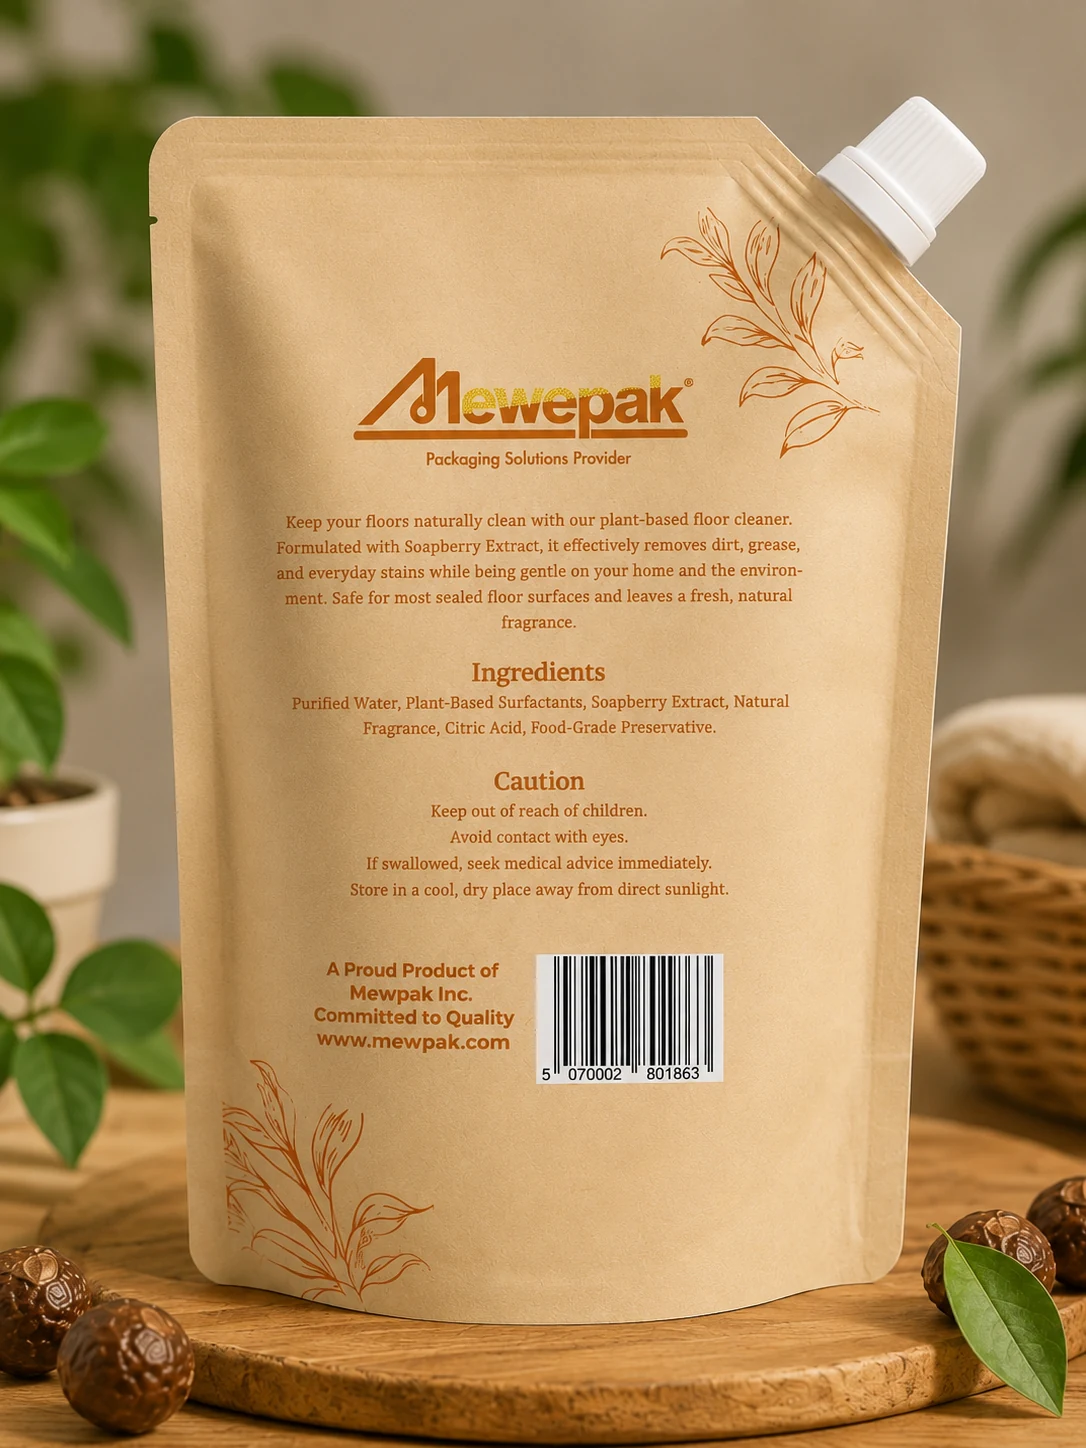 Mewepak®
Packaging Solutions Provider
Keep your floors naturally clean with our plant-based floor cleaner.
Formulated with Soapberry Extract, it effectively removes dirt, grease,
and everyday stains while being gentle on your home and the environ-
ment. Safe for most sealed floor surfaces and leaves a fresh, natural
fragrance.
Ingredients
Purified Water, Plant-Based Surfactants, Soapberry Extract, Natural
Fragrance, Citric Acid, Food-Grade Preservative.
Caution
Keep out of reach of children.
Avoid contact with eyes.
If swallowed, seek medical advice immediately.
Store in a cool, dry place away from direct sunlight.
A Proud Product of
Mewpak Inc.
Committed to Quality
www.mewpak.com
5 070002 801863